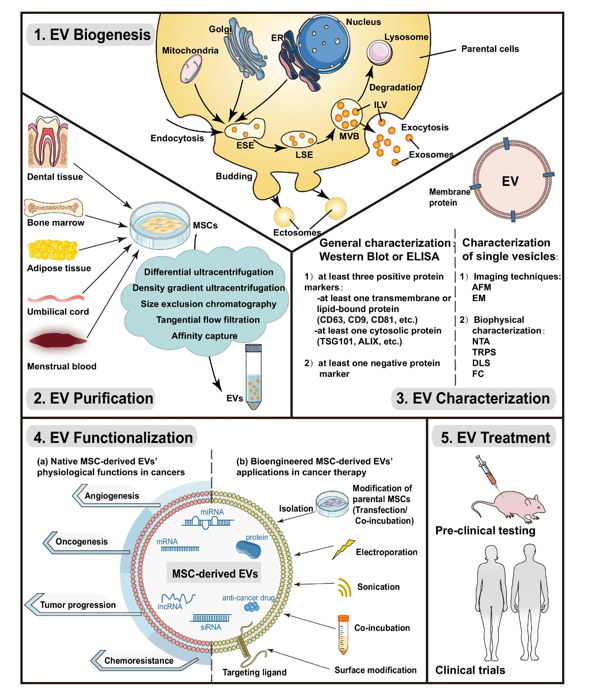 1. EV Biogenesis
Golgi
Nucleus
ER
Mitochondria
Lysosome
Parental cells
Degradation
ILV
Endocytosis
ESE
LSE
MVB
Exocytosis
Exosomes
Budding
Ectosomes
Dental tissue
Bone marrow
MSCs
Adipose tissue
Umbilical cord
Menstrual blood
Differential ultracentrifugation
Density gradient ultracentrifugation
Size exclusion chromatography
Tangential flow filtration
Affinity capture
EVs
2. EV Purification
EV
Membrane
protein
General characterization:
Western Blot or ELISA
1) at least three positive protein
markers:
-at least one transmembrane or
lipid-bound protein
(CD63, CD9, CD81, etc.)
-at least one cytosolic protein
(TSG101, ALIX, etc.)
2) at least one negative protein
marker
Characterization
of single vesicles:
1) Imaging techniques:
AFM
EM
2) Biophysical
characterization:
NTA
TRPS
DLS
FC
3. EV Characterization
4. EV Functionalization
(a) Native MSC-derived EVs'
physiological functions in cancers
(b) Bioengineered MSC-derived EVs'
applications in cancer therapy
Angiogenesis
Oncogenesis
Tumor progression
Chemoresistance
miRNA
mRNA
protein
MSC-derived EVs
lncRNA
anti-cancer drug
siRNA
Targeting ligand
Isolation
Modification of
parental MSCs
(Transfection/
Co-incubation)
Electroporation
Sonication
Co-incubation
Surface modification
5. EV Treatment
Pre-clinical testing
Clinical trials